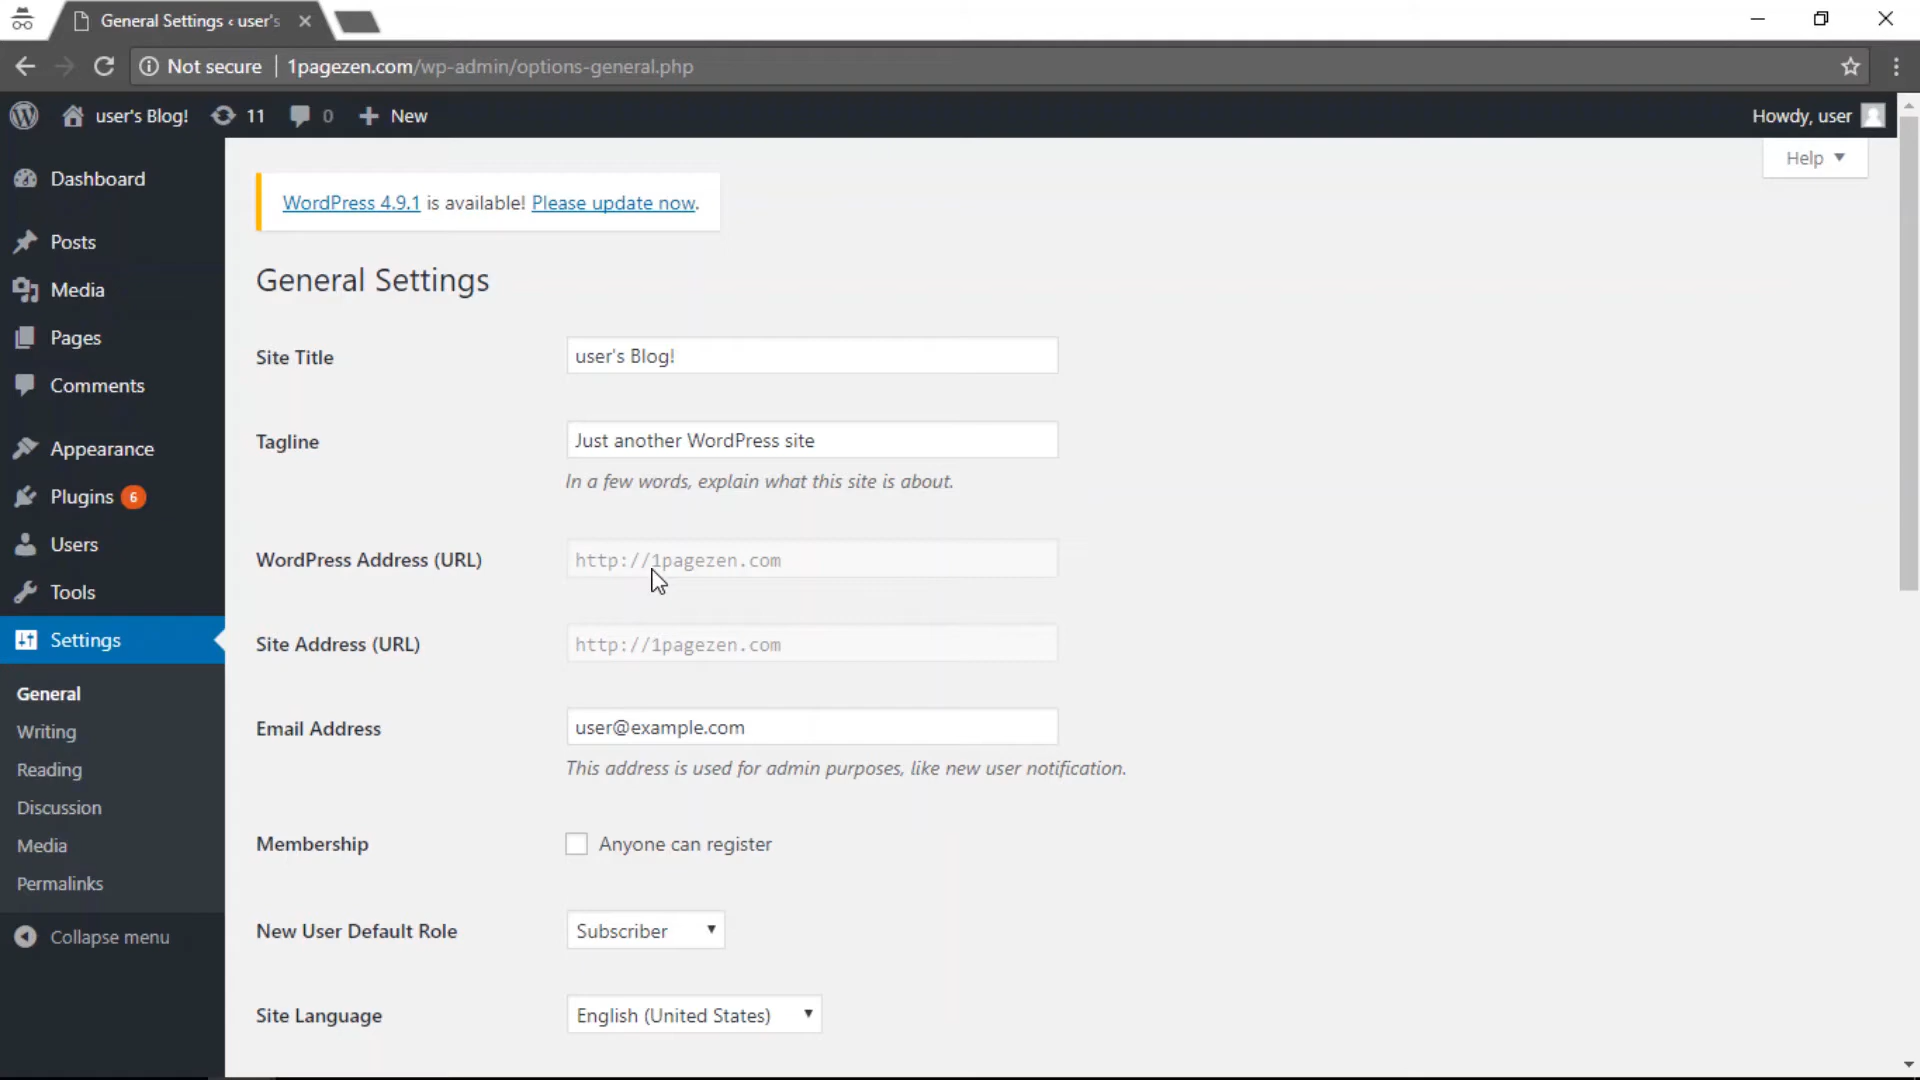 General Settings ‹ user's
Not secure | 1pagezen.com/wp-admin/options-general.php
user's Blog! 11 0 New Howdy, user
Help
Dashboard
Posts
Media
Pages
Comments
Appearance
Plugins 6
Users
Tools
Settings
General
Writing
Reading
Discussion
Media
Permalinks
Collapse menu
WordPress 4.9.1 is available! Please update now.
General Settings
Site Title user's Blog!
Tagline Just another WordPress site
In a few words, explain what this site is about.
WordPress Address (URL) http://1pagezen.com
Site Address (URL) http://1pagezen.com
Email Address user@example.com
This address is used for admin purposes, like new user notification.
Membership Anyone can register
New User Default Role Subscriber
Site Language English (United States)